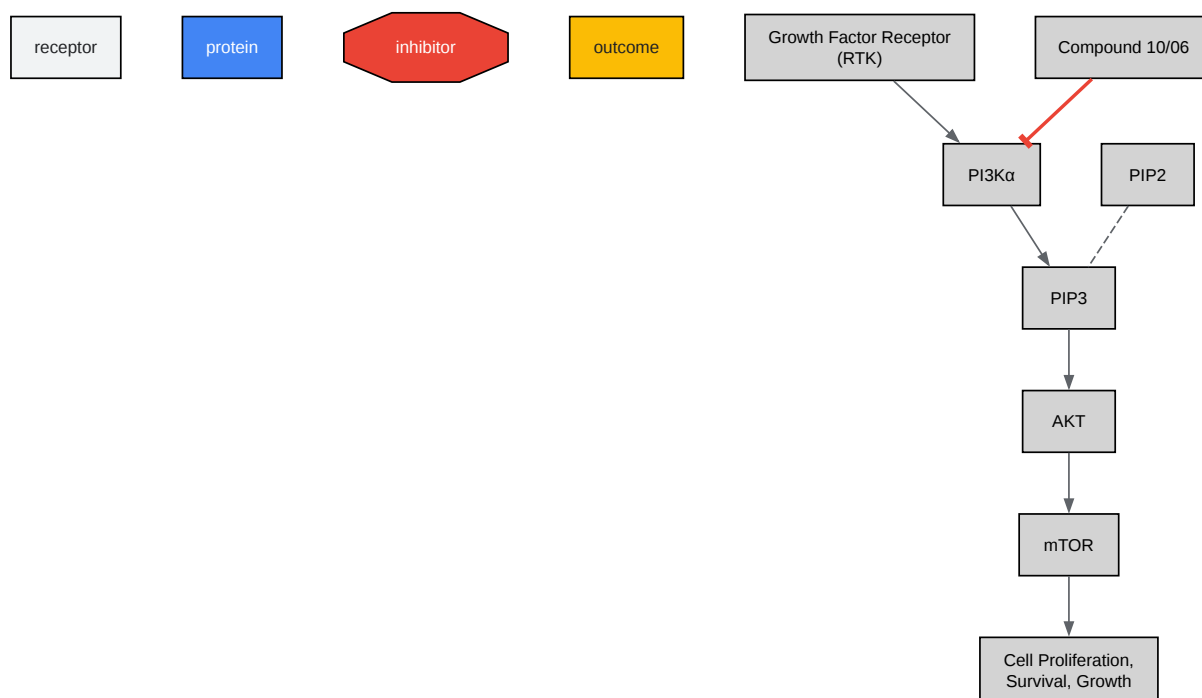 receptor
protein
inhibitor
outcome
Growth Factor Receptor
(RTK)
Compound 10/06
PI3Kα
PIP2
PIP3
AKT
mTOR
Cell Proliferation,
Survival, Growth